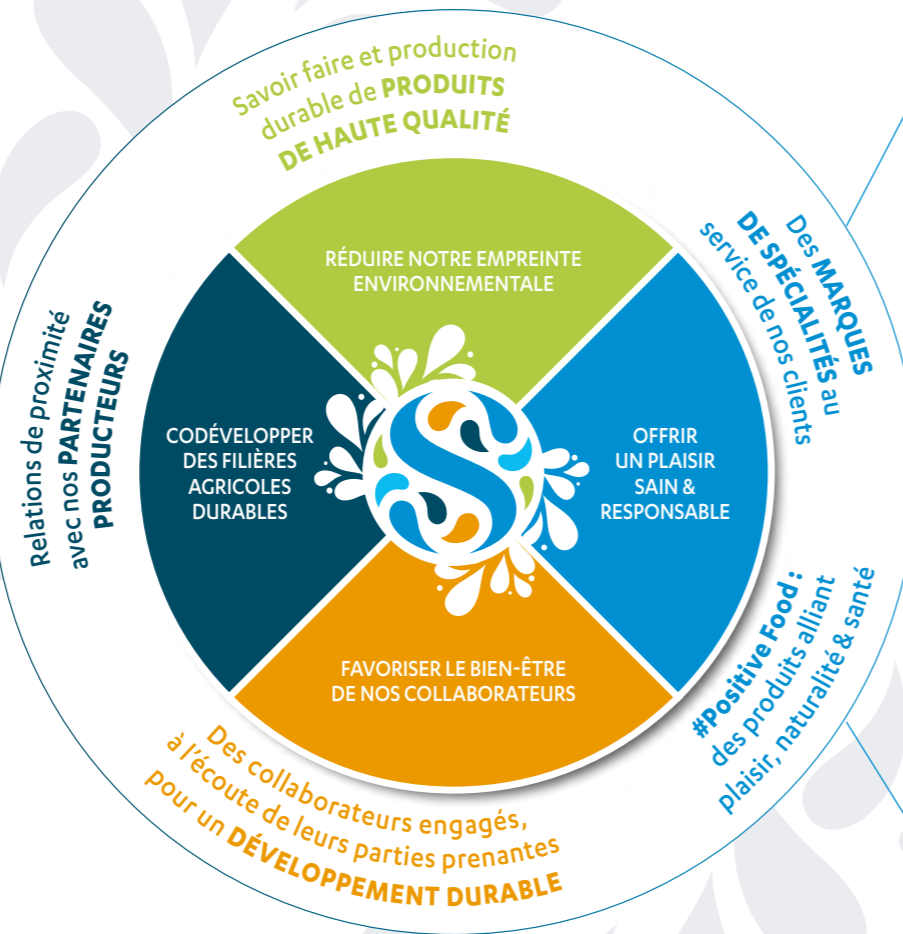 Savoir faire et production
durable de PRODUITS
DE HAUTE QUALITÉ
RÉDUIRE NOTRE EMPREINTE
ENVIRONNEMENTALE
Des MARQUES
DE SPÉCIALITÉS au
service de nos clients
OFFRIR
UN PLAISIR
SAIN &
RESPONSABLE
#Positive Food :
des produits alliant
plaisir, naturalité & santé
FAVORISER LE BIEN-ÊTRE
DE NOS COLLABORATEURS
Des collaborateurs engagés,
à l'écoute de leurs parties prenantes
pour un DÉVELOPPEMENT DURABLE
CODÉVELOPPER
DES FILIÈRES
AGRICOLES
DURABLES
Relations de proximité
avec nos PARTENAIRES
PRODUCTEURS
S